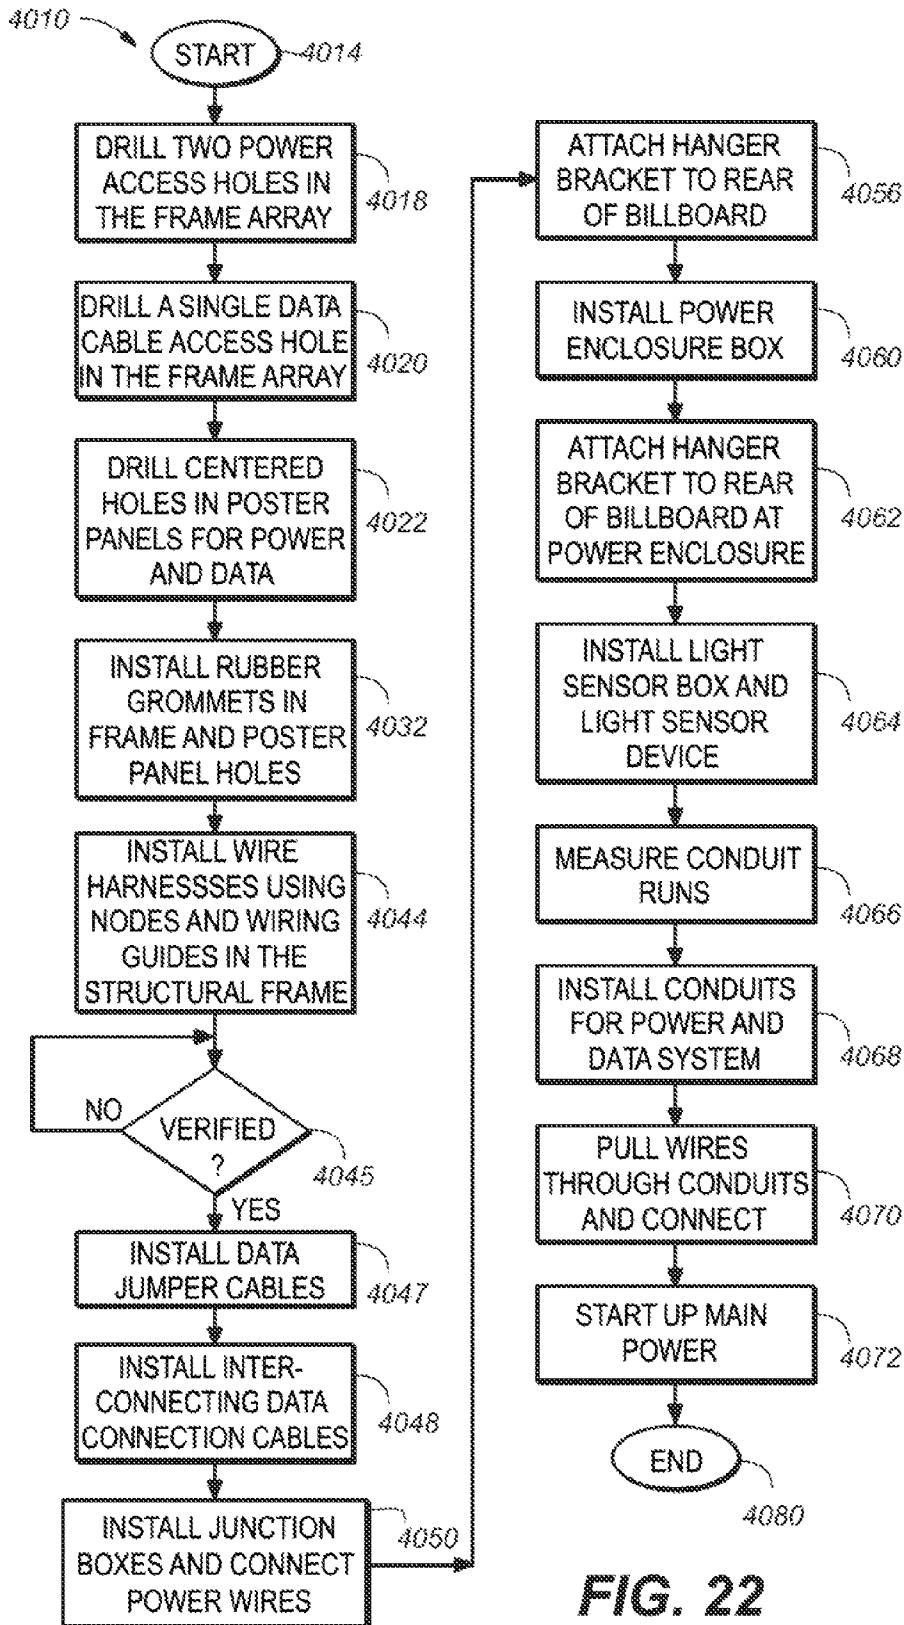 4010
START
4014
DRILL TWO POWER
ACCESS HOLES IN
THE FRAME ARRAY
4018
DRILL A SINGLE DATA
CABLE ACCESS HOLE
IN THE FRAME ARRAY
4020
DRILL CENTERED
HOLES IN POSTER
PANELS FOR POWER
AND DATA
4022
INSTALL RUBBER
GROMMETS IN
FRAME AND POSTER
PANEL HOLES
4032
INSTALL WIRE
HARNESSSES USING
NODES AND WIRING
GUIDES IN THE
STRUCTURAL FRAME
4044
NO
VERIFIED
?
4045
YES
INSTALL DATA
JUMPER CABLES
4047
INSTALL INTER-
CONNECTING DATA
CONNECTION CABLES
4048
INSTALL JUNCTION
BOXES AND CONNECT
POWER WIRES
4050
ATTACH HANGER
BRACKET TO REAR
OF BILLBOARD
4056
INSTALL POWER
ENCLOSURE BOX
4060
ATTACH HANGER
BRACKET TO REAR
OF BILLBOARD AT
POWER ENCLOSURE
4062
INSTALL LIGHT
SENSOR BOX AND
LIGHT SENSOR
DEVICE
4064
MEASURE CONDUIT
RUNS
4066
INSTALL CONDUITS
FOR POWER AND
DATA SYSTEM
4068
PULL WIRES
THROUGH CONDUITS
AND CONNECT
4070
START UP MAIN
POWER
4072
END
4080
FIG. 22